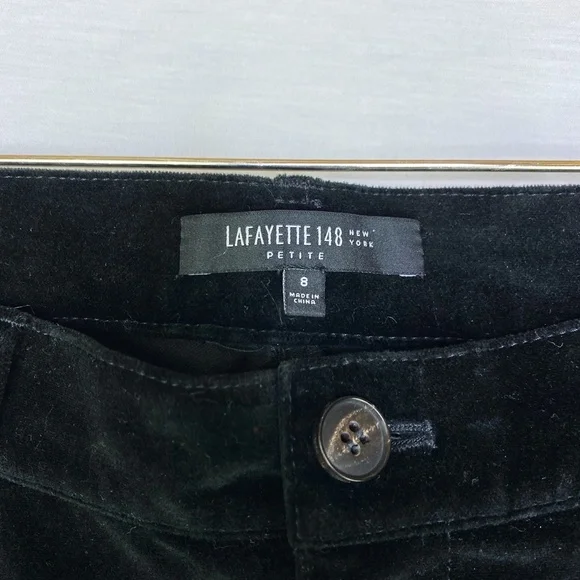 LAFAYETTE 148 NEW YORK
PETITE
8
MADE IN
CHINA